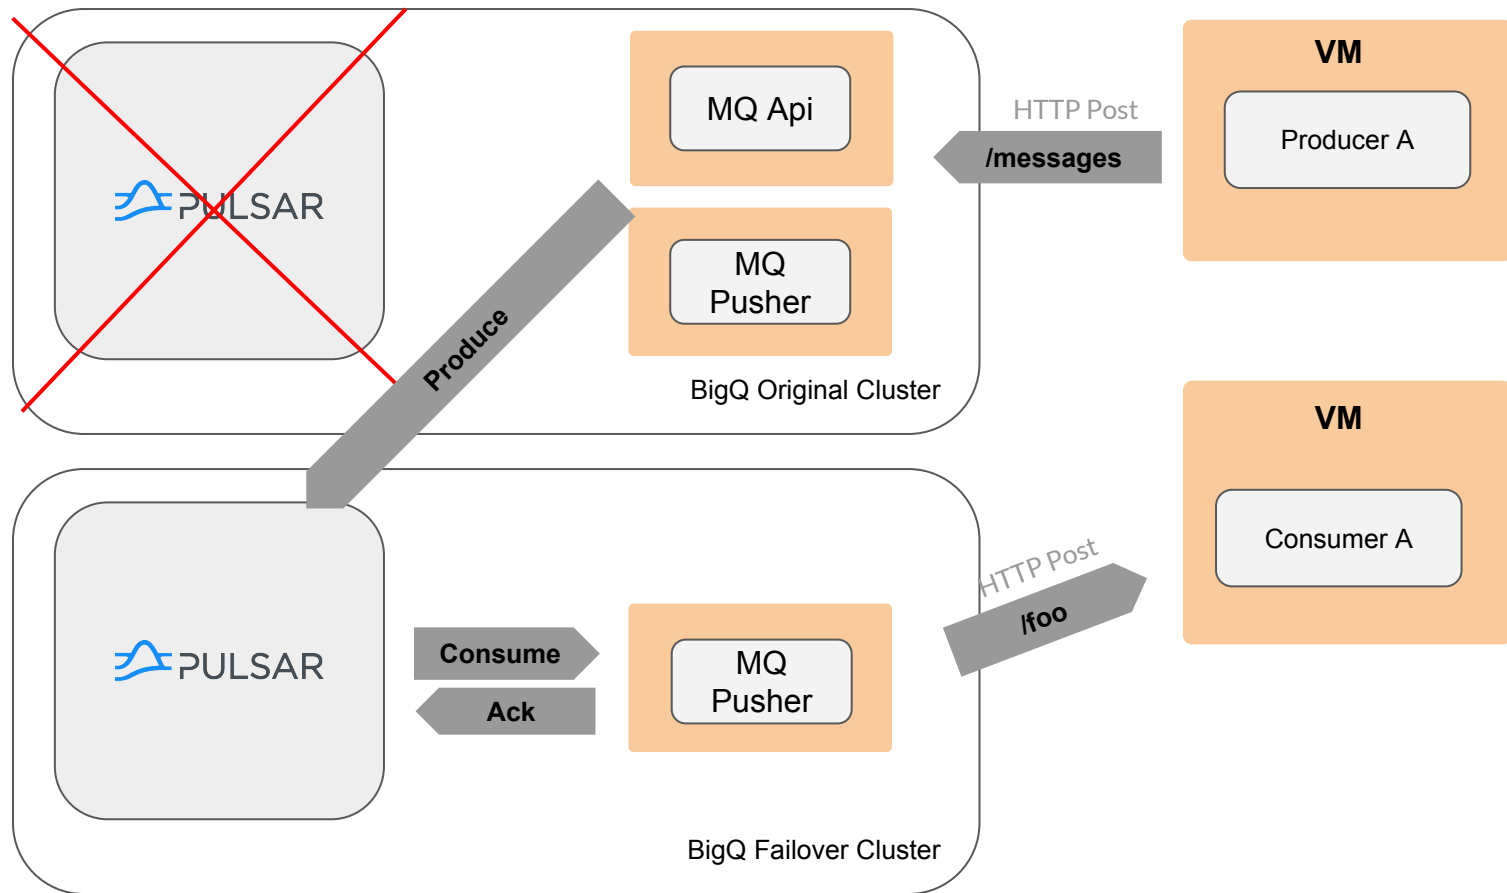 VM
MQ Api
HTTP Post
/messages
Producer A
PULSAR
MQ
Pusher
Produce
BigQ Original Cluster
VM
Consumer A
HTTP Post
/foo
PULSAR
Consume
Ack
MQ
Pusher
BigQ Failover Cluster